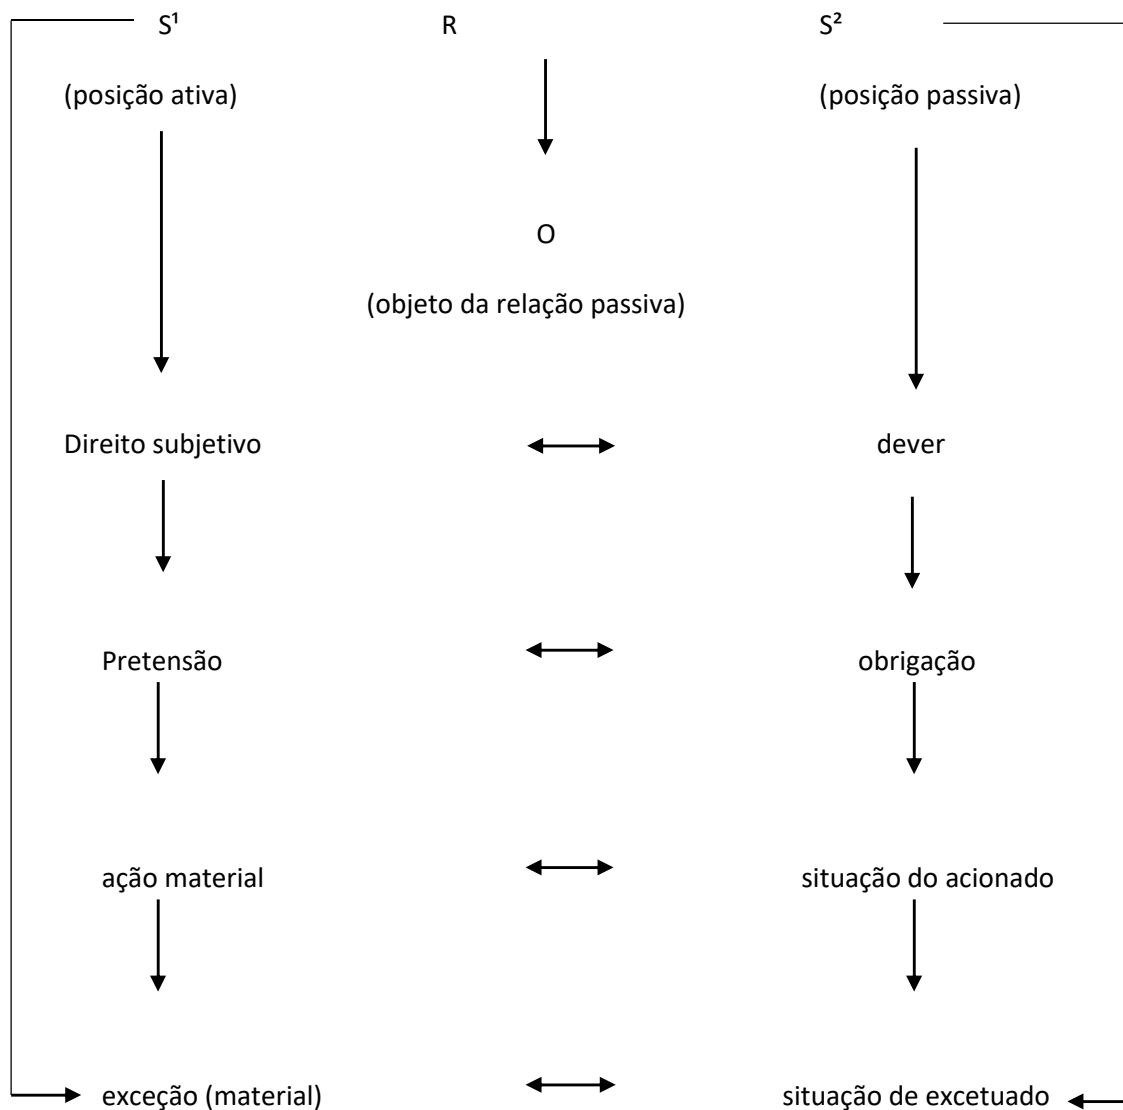 S¹ R S²
(posição ativa) (posição passiva)
O
(objeto da relação passiva)
Direito subjetivo dever
Pretensão obrigação
ação material situação do acionado
exceção (material) situação de excetuado